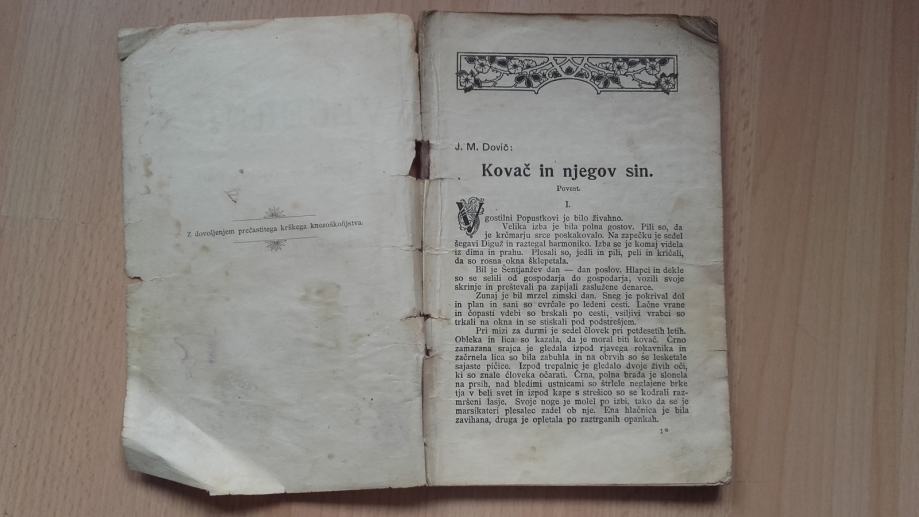 Z dovoljenjem prečastitega krškega knezoškofijstva.
J. M. Dovič:
Kovač in njegov sin.
Povest.
I.
V gostilni Popustkovi je bilo živahno.
Velika izba je bila polna gostov. Pili so, da
je krčmarju srce poskakovalo. Na zapečku je sedel
šegavi Diguž in raztegal harmoniko. Izba se je komaj videla
iz dima in prahu. Plesali so, jedli in pili, peli in kričali,
da so rosna okna šklepetala.
Bil je Šentjanžev dan — dan poslov. Hlapci in dekle
so se selili od gospodarja do gospodarja, vozili svoje
skrinje in preštevali pa zapijali zaslužene denarce.
Zunaj je bil mrzel zimski dan. Sneg je pokrival dol
in plan in sani so cvrčale po ledeni cesti. Lačne vrane
in čopasti vdebi so brskali po cesti, vsiljivi vrabci so
trkali na okna in se stiskali pod podstrešjem.
Pri mizi za durmi je sedel človek pri petdesetih letih.
Obleka in lica so kazala, da je moral biti kovač. Črno
zamazana srajca je gledala izpod rjavega rokavnika in
začrnela lica so bila zabuhla in na obrvih so se lesketale
sajaste pičice. Izpod trepalnic je gledalo dvoje živih oči,
ki so znale človeka očarati. Črna, polna brada je slonela
na prsih, nad bledimi ustnicami so štrlele neglajene brke
tja v beli svet in izpod kape s strešico so se kodrali raz-
mršeni lasje. Svoje noge je molel po izbi, tako da se je
marsikateri plesalec zadel ob nje. Ena hlačnica je bila
zavihana, druga je opletala po raztrganih opankah.
1*